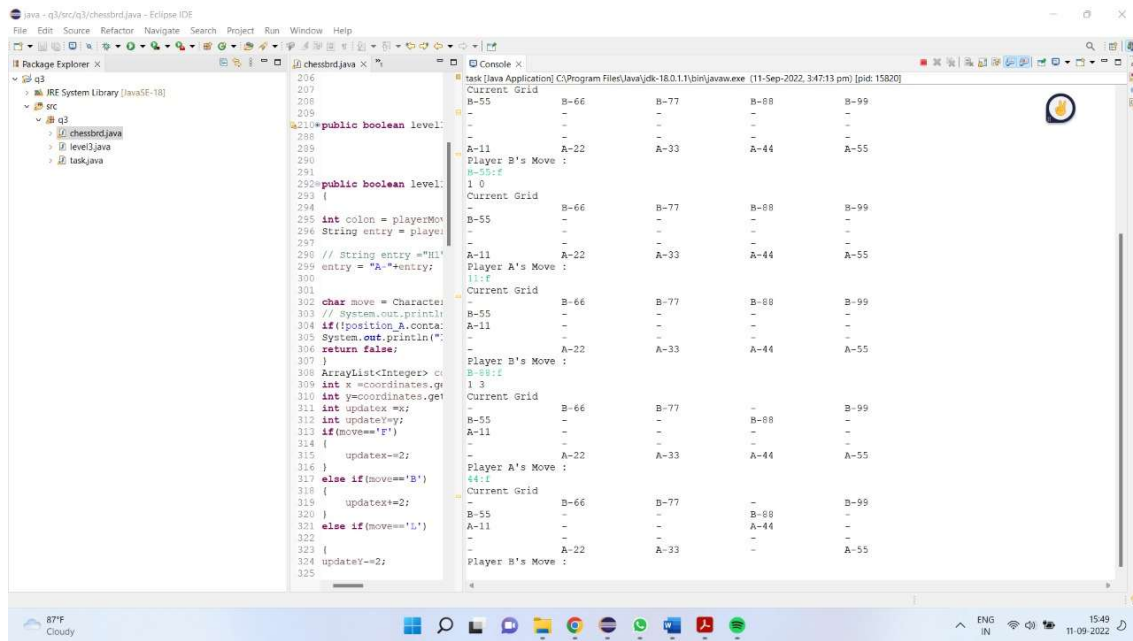 java - q3/src/q3/chessbrd.java - Eclipse IDE
File Edit Source Refactor Navigate Search Project Run Window Help
Package Explorer
q3
JRE System Library [JavaSE-18]
src
q3
chessbrd.java
level3.java
task.java
chessbrd.java
206
207
208
209
210 public boolean level
288
289
290
291
292 public boolean level
293 {
294
295 int colon = playerMov
296 String entry = player
297
298 // String entry ="H1"
299 entry = "A-"+entry;
300
301
302 char move = Character
303 // System.out.println
304 if(!position_A.contai
305 System.out.println("
306 return false;
307 }
308 ArrayList<Integer> co
309 int x =coordinates.ge
310 int y=coordinates.get
311 int updatex =x;
312 int updateY=y;
313 if(move=='F')
314 {
315 updatex-=2;
316 }
317 else if(move=='B')
318 {
319 updatex+=2;
320 }
321 else if(move=='L')
322
323 {
324 updateY-=2;
325
Console
task [Java Application] C:\Program Files\Java\jdk-18.0.1.1\bin\javaw.exe (11-Sep-2022, 3:47:13 pm) [pid: 15820]
Current Grid
B-55 B-66 B-77 B-88 B-99
- - - - -
- - - - -
- - - - -
A-11 A-22 A-33 A-44 A-55
Player B's Move :
B-55:f
1 0
Current Grid
- B-66 B-77 B-88 B-99
B-55 - - - -
- - - - -
- - - - -
A-11 A-22 A-33 A-44 A-55
Player A's Move :
11:f
Current Grid
- B-66 B-77 B-88 B-99
B-55 - - - -
A-11 - - - -
- - - - -
- A-22 A-33 A-44 A-55
Player B's Move :
B-88:f
1 3
Current Grid
- B-66 B-77 - B-99
B-55 - - B-88 -
A-11 - - - -
- - - - -
- A-22 A-33 A-44 A-55
Player A's Move :
44:f
Current Grid
- B-66 B-77 - B-99
B-55 - - B-88 -
A-11 - - A-44 -
- - - - -
- A-22 A-33 - A-55
Player B's Move :
87°F
Cloudy
ENG
IN
15:49
11-09-2022